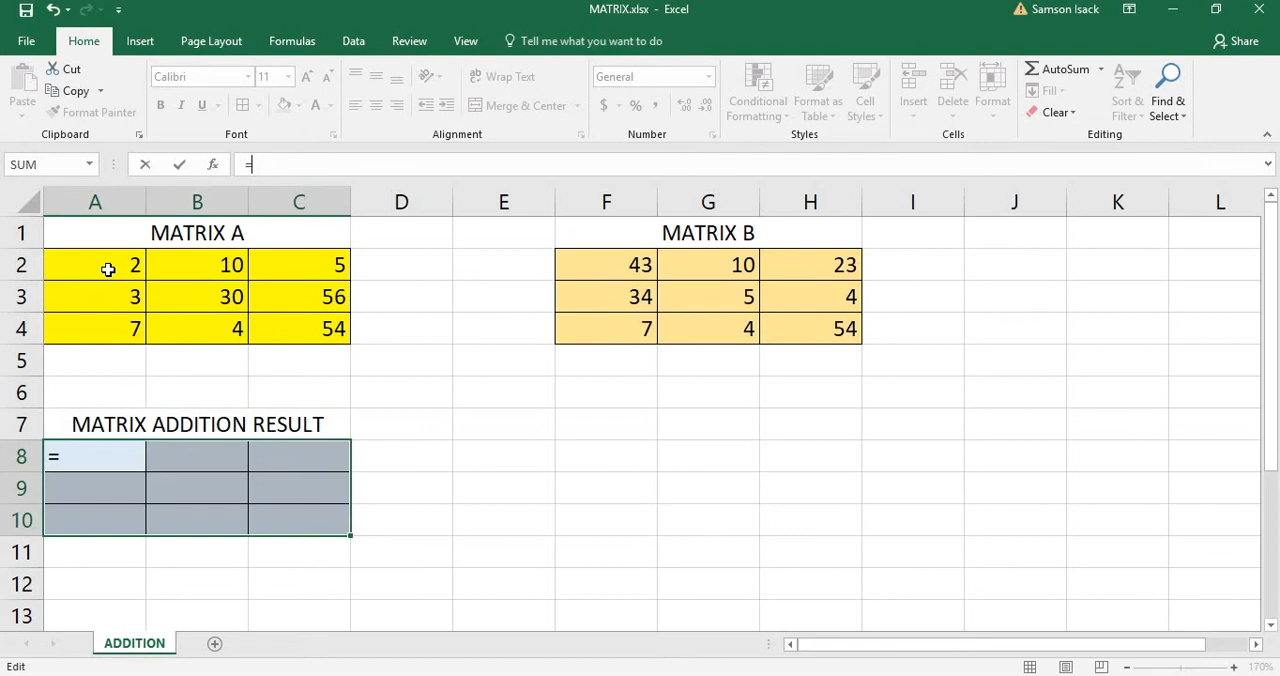 MATRIX.xlsx - Excel
Samson Isack
File Home Insert Page Layout Formulas Data Review View Tell me what you want to do Share
Paste
Cut
Copy
Format Painter
Clipboard
Calibri 11
B I U
Font
Wrap Text
Merge & Center
Alignment
General
$ % ,
Number
Conditional Formatting
Format as Table
Cell Styles
Styles
Insert
Delete
Format
Cells
AutoSum
Fill
Clear
Sort & Filter
Find & Select
Editing
SUM fx =
A B C D E F G H I J K L
1 MATRIX A MATRIX B
2 2 10 5 43 10 23
3 3 30 56 34 5 4
4 7 4 54 7 4 54
5
6
7 MATRIX ADDITION RESULT
8 =
9
10
11
12
13
ADDITION
Edit 170%